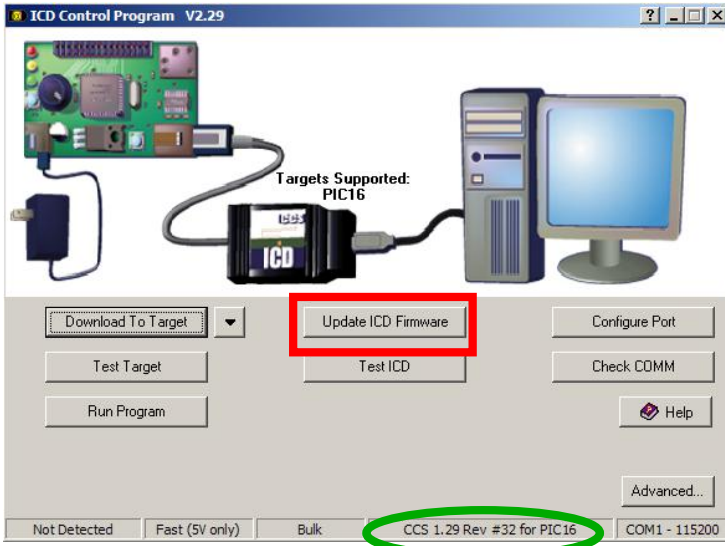 ICD Control Program V2.29
Targets Supported:
PIC16
CCS
ICD
Download To Target
Update ICD Firmware
Configure Port
Test Target
Test ICD
Check COMM
Run Program
Help
Advanced...
Not Detected
Fast (5V only)
Bulk
CCS 1.29 Rev #32 for PIC16
COM1 - 115200